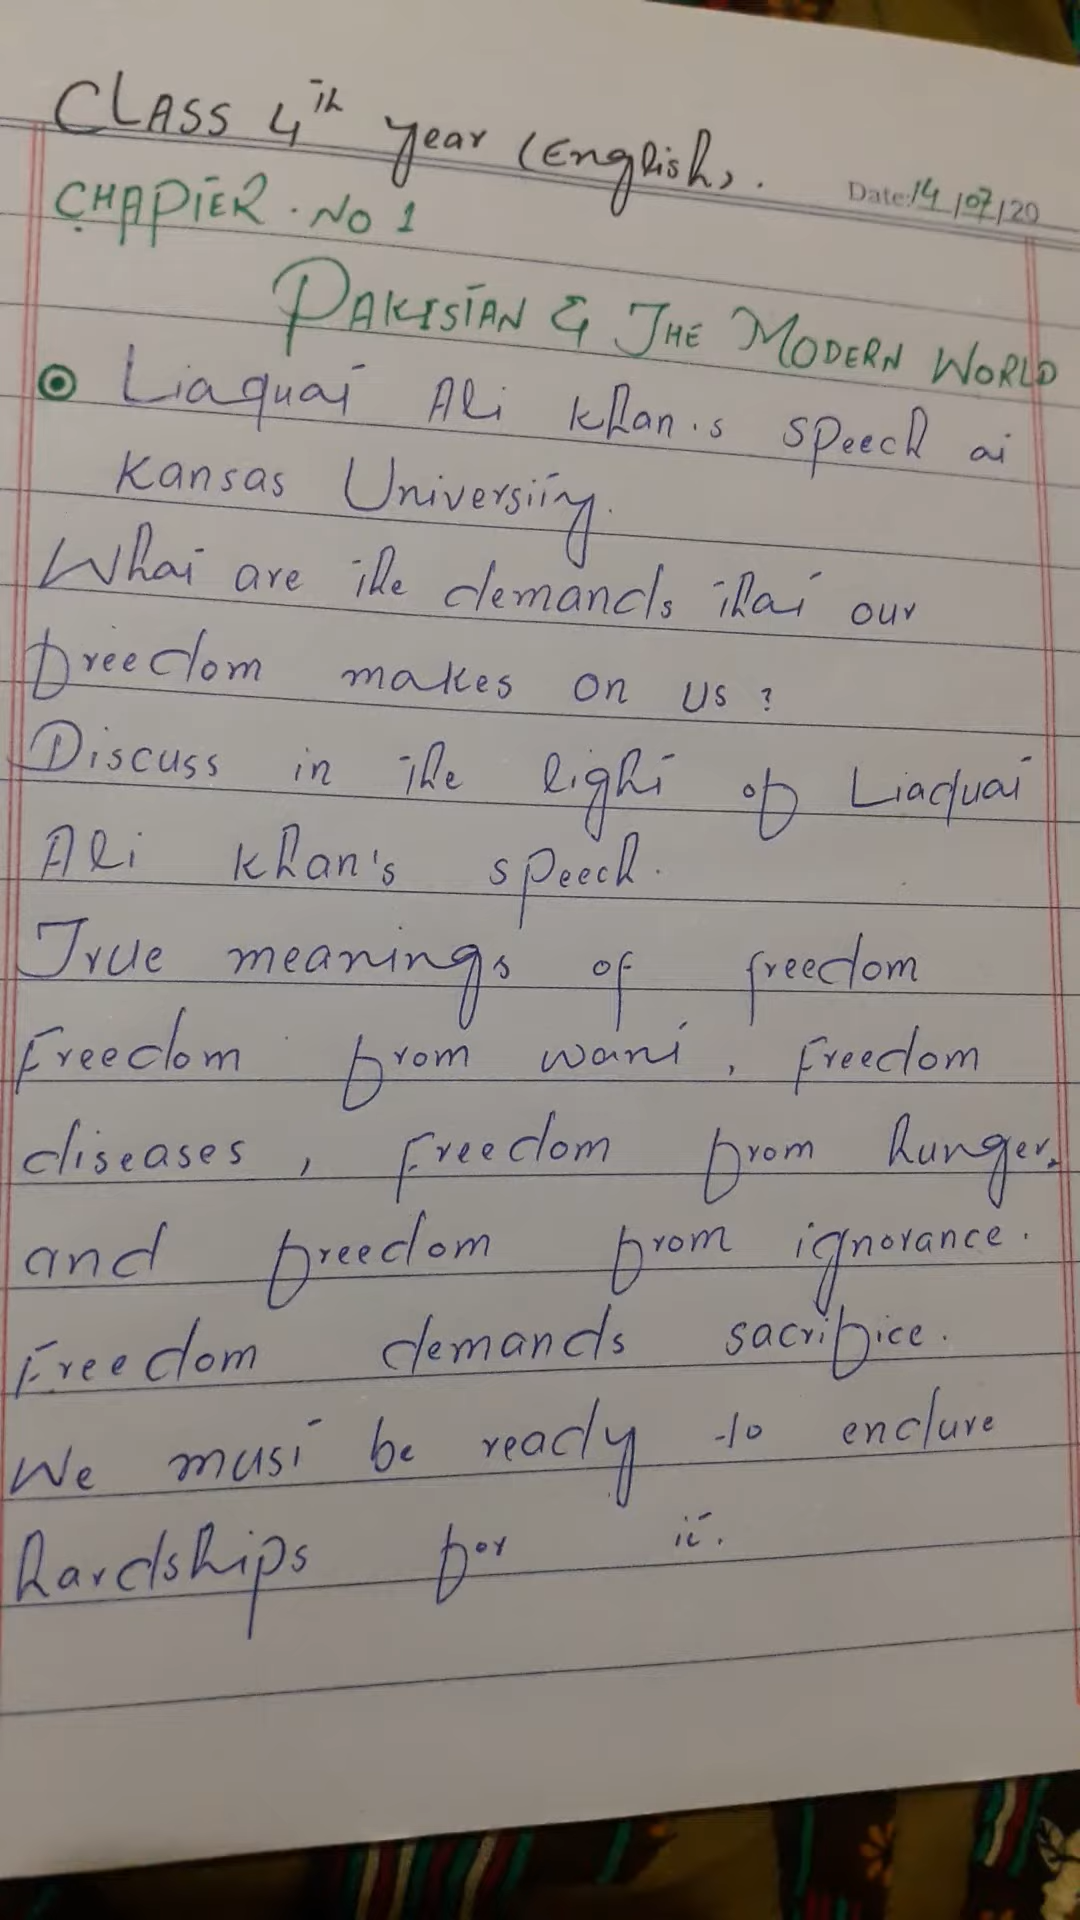 CLASS 4th year (English).
Date: 14/07/20
CHAPTER. NO 1
PAKISTAN & THE MODERN WORLD
Liaquat Ali khan.s speech at
Kansas University.
What are the demands that our
freedom makes on us?
Discuss in the light of Liaquat
Ali khan's speech.
True meanings of freedom
Freedom from want, Freedom
diseases, Freedom from hunger,
and freedom from ignorance.
Freedom demands sacrifice.
We must be ready to endure
hardships for it.